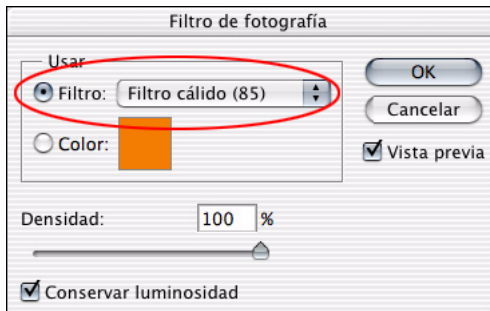 Filtro de fotografía
Usar
Filtro: Filtro cálido (85)
Color:
OK
Cancelar
Vista previa
Densidad: 100 %
Conservar luminosidad